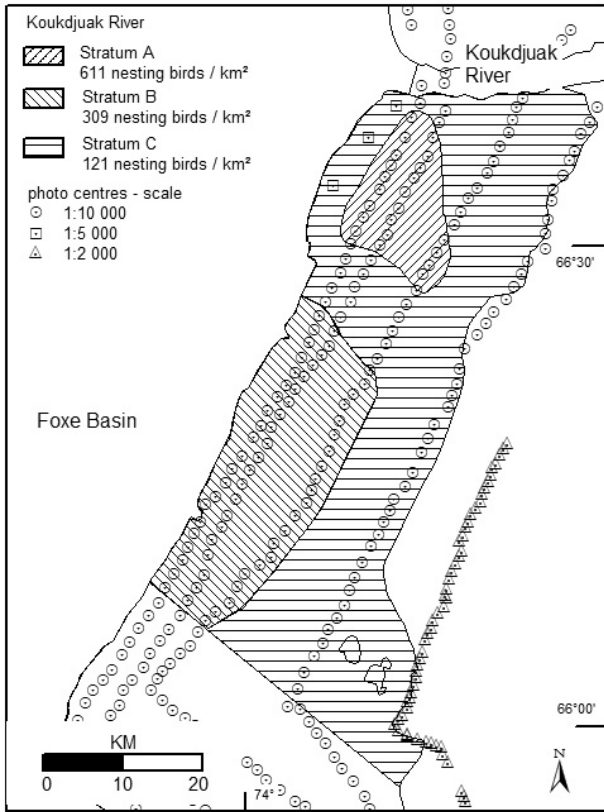 Koukdjuak River
Stratum A
611 nesting birds / km²
Stratum B
309 nesting birds / km²
Stratum C
121 nesting birds / km²
photo centres - scale
1:10 000
1:5 000
1:2 000
Koukdjuak
River
66°30'
Foxe Basin
66°00'
KM
0 10 20
74°
N